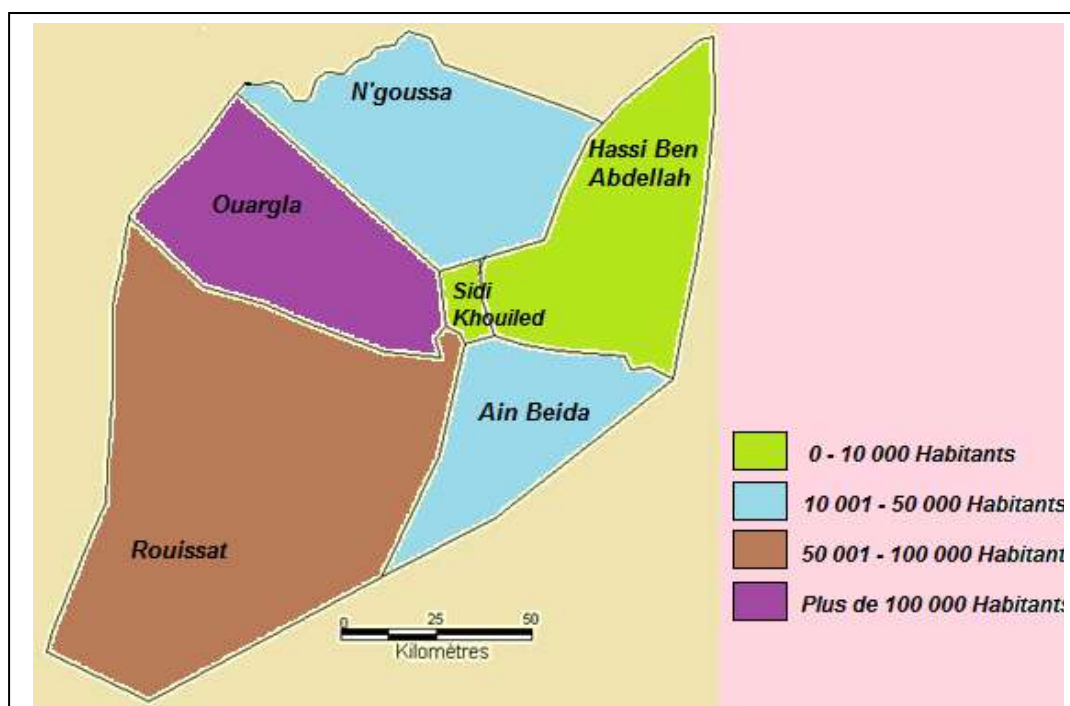 N'goussa
Hassi Ben
Abdellah
Ouargla
Sidi
Khouiled
Ain Beida
Rouissat
0 - 10 000 Habitants
10 001 - 50 000 Habitants
50 001 - 100 000 Habitant
Plus de 100 000 Habitants
0 25 50
Kilomètres